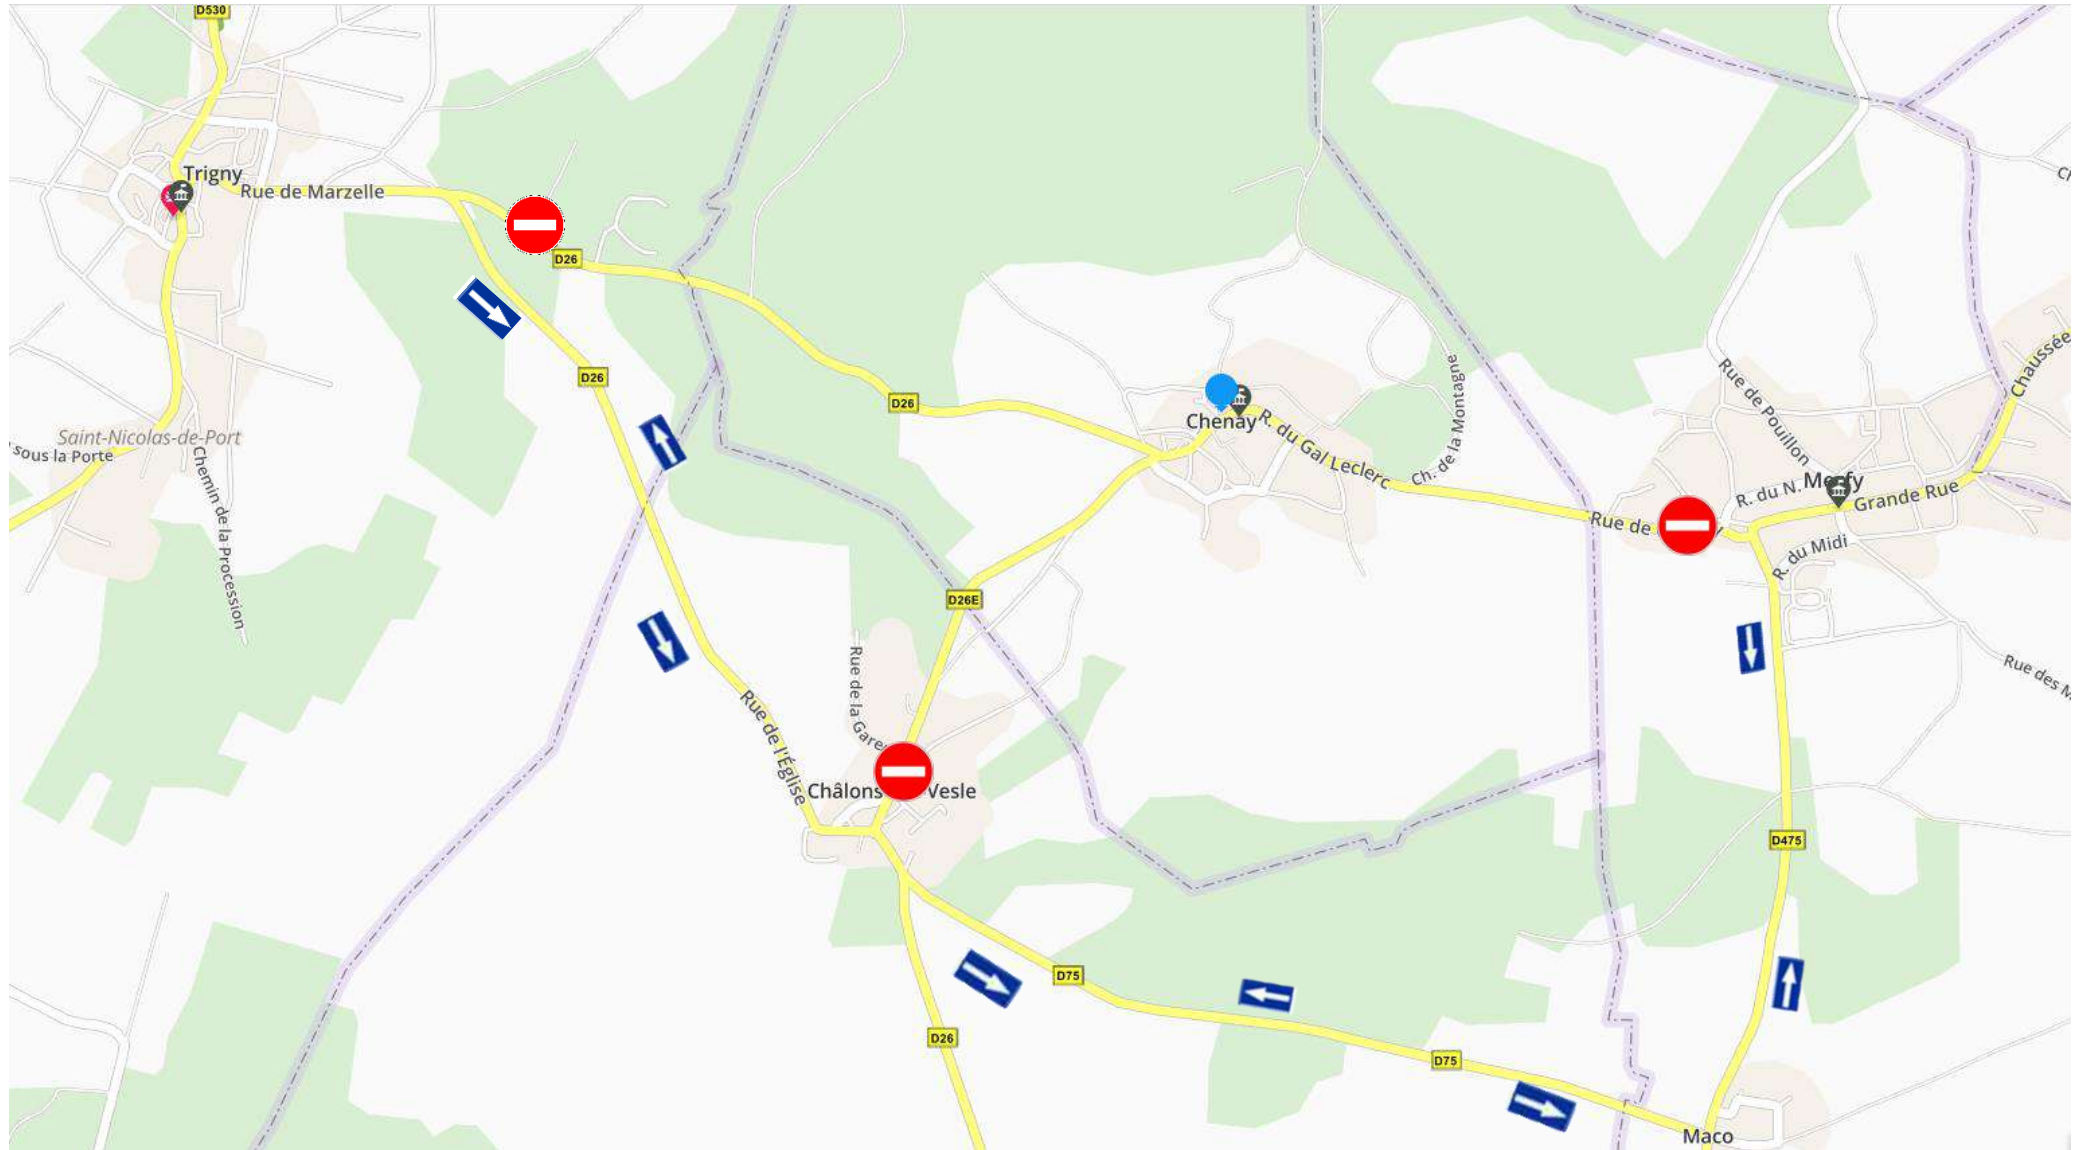 D530
Trigny
Rue de Marzelle
D26
D26
D26
Chenay
R. du Gal Leclerc
Ch. de la Montagne
Rue de Pouillon
Chaussée
R. du N.
Grande Rue
Rue de
R. du Midi
Saint-Nicolas-de-Port
sous la Porte
Chemin de la Procession
D26E
Rue de la Gare
Rue de l'Église
Rue des M
Châlons
Vesle
D475
D75
D26
D75
Maco